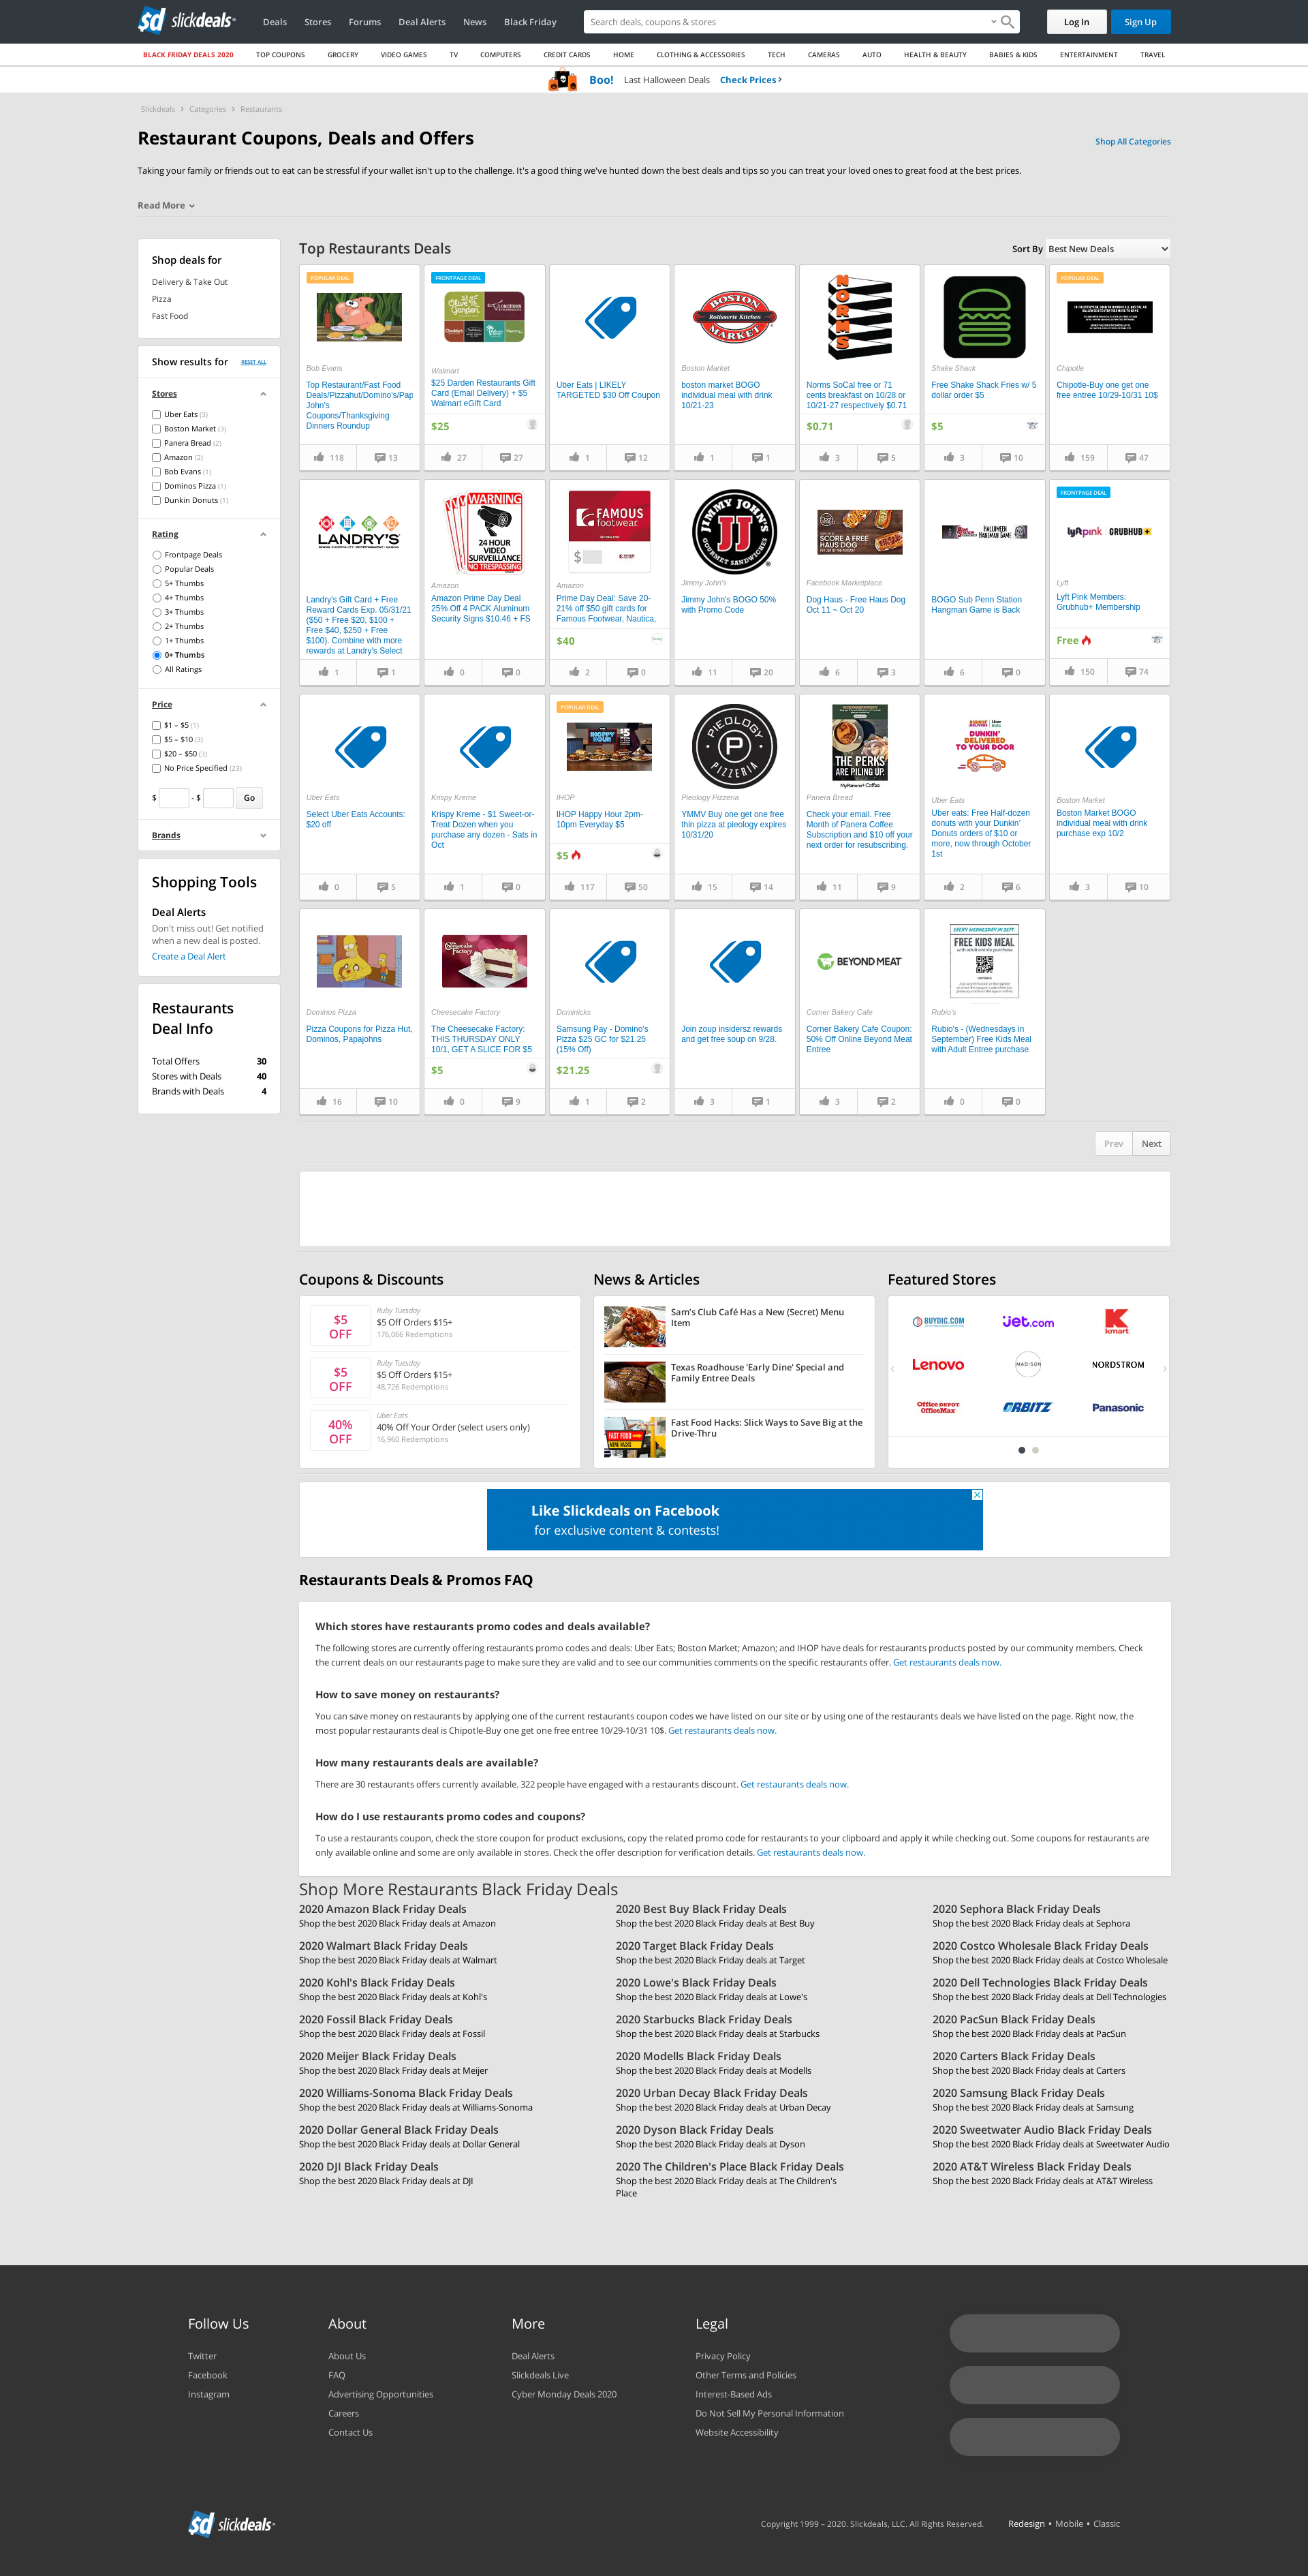 slickdeals
Deals Stores Forums Deal Alerts News Black Friday
Search deals, coupons & stores
Log In
Sign Up
BLACK FRIDAY DEALS 2020 TOP COUPONS GROCERY VIDEO GAMES TV COMPUTERS CREDIT CARDS HOME CLOTHING & ACCESSORIES TECH CAMERAS AUTO HEALTH & BEAUTY BABIES & KIDS ENTERTAINMENT TRAVEL
Boo! Last Halloween Deals Check Prices ›
Slickdeals › Categories › Restaurants
Restaurant Coupons, Deals and Offers
Shop All Categories
Taking your family or friends out to eat can be stressful if your wallet isn't up to the challenge. It's a good thing we've hunted down the best deals and tips so you can treat your loved ones to great food at the best prices.
Read More
Shop deals for
Delivery & Take Out
Pizza
Fast Food
Show results for RESET ALL
Stores
Uber Eats (3)
Boston Market (3)
Panera Bread (2)
Amazon (2)
Bob Evans (1)
Dominos Pizza (1)
Dunkin Donuts (1)
Rating
Frontpage Deals
Popular Deals
5+ Thumbs
4+ Thumbs
3+ Thumbs
2+ Thumbs
1+ Thumbs
0+ Thumbs
All Ratings
Price
$1 – $5 (1)
$5 – $10 (3)
$20 – $50 (3)
No Price Specified (23)
$ - $ Go
Brands
Shopping Tools
Deal Alerts
Don't miss out! Get notified
when a new deal is posted.
Create a Deal Alert
Restaurants
Deal Info
Total Offers 30
Stores with Deals 40
Brands with Deals 4
Top Restaurants Deals
Sort By Best New Deals
POPULAR DEAL
Bob Evans
Top Restaurant/Fast Food
Deals/Pizzahut/Domino's/Pap
John's
Coupons/Thanksgiving
Dinners Roundup
118 13
FRONTPAGE DEAL
Olive Garden
Walmart
$25 Darden Restaurants Gift
Card (Email Delivery) + $5
Walmart eGift Card
$25
27 27
Uber Eats | LIKELY
TARGETED $30 Off Coupon
1 12
BOSTON
Rotisserie Kitchen
MARKET
Boston Market
boston market BOGO
individual meal with drink
10/21-23
1 1
NORMS
Norms SoCal free or 71
cents breakfast on 10/28 or
10/21-27 respectively $0.71
$0.71
3 5
Shake Shack
Free Shake Shack Fries w/ 5
dollar order $5
$5
3 10
POPULAR DEAL
Chipotle
Chipotle-Buy one get one
free entree 10/29-10/31 10$
159 47
LANDRY'S
Landry's Gift Card + Free
Reward Cards Exp. 05/31/21
($50 + Free $20, $100 +
Free $40, $250 + Free
$100). Combine with more
rewards at Landry's Select
1 1
WARNING
24 HOUR VIDEO
SURVEILLANCE
NO TRESPASSING
Amazon
Amazon Prime Day Deal
25% Off 4 PACK Aluminum
Security Signs $10.46 + FS
0 0
FAMOUS
footwear
$
Amazon
Prime Day Deal: Save 20-
21% off $50 gift cards for
Famous Footwear, Nautica,
$40
2 0
JIMMY JOHN'S
JJ
GOURMET SANDWICHES
Jimmy John's
Jimmy John's BOGO 50%
with Promo Code
11 20
SCORE A FREE
HAUS DOG
Facebook Marketplace
Dog Haus - Free Haus Dog
Oct 11 ~ Oct 20
6 3
HALLOWEEN
HANGMAN GAME
BOGO Sub Penn Station
Hangman Game is Back
6 0
FRONTPAGE DEAL
lyft pink GRUBHUB+
Lyft
Lyft Pink Members:
Grubhub+ Membership
Free
150 74
Uber Eats
Select Uber Eats Accounts:
$20 off
0 5
Krispy Kreme
Krispy Kreme - $1 Sweet-or-
Treat Dozen when you
purchase any dozen - Sats in
Oct
1 0
POPULAR DEAL
IHOPPY HOUR $5
IHOP
IHOP Happy Hour 2pm-
10pm Everyday $5
$5
117 50
PIEOLOGY
P
PIZZERIA
Pieology Pizzeria
YMMV Buy one get one free
thin pizza at pieology expires
10/31/20
15 14
THE PERKS
ARE PILING UP.
MyPanera+ Coffee
Panera Bread
Check your email. Free
Month of Panera Coffee
Subscription and $10 off your
next order for resubscribing.
11 9
DUNKIN'
DELIVERED
TO YOUR DOOR
Uber Eats
Uber eats: Free Half-dozen
donuts with your Dunkin'
Donuts orders of $10 or
more, now through October
1st
2 6
Boston Market
Boston Market BOGO
individual meal with drink
purchase exp 10/2
3 10
Dominos Pizza
Pizza Coupons for Pizza Hut,
Dominos, Papajohns
16 10
Cheesecake Factory
Cheesecake Factory
The Cheesecake Factory:
THIS THURSDAY ONLY
10/1, GET A SLICE FOR $5
$5
0 9
Dominicks
Samsung Pay - Domino's
Pizza $25 GC for $21.25
(15% Off)
$21.25
1 2
Join zoup insidersz rewards
and get free soup on 9/28.
3 1
BEYOND MEAT
Corner Bakery Cafe
Corner Bakery Cafe Coupon:
50% Off Online Beyond Meat
Entree
3 2
EVERY WEDNESDAY IN SEPT.
FREE KIDS MEAL
Rubio's
Rubio's - (Wednesdays in
September) Free Kids Meal
with Adult Entree purchase
0 0
Prev Next
Coupons & Discounts
$5
OFF
Ruby Tuesday
$5 Off Orders $15+
176,066 Redemptions
$5
OFF
Ruby Tuesday
$5 Off Orders $15+
48,726 Redemptions
40%
OFF
Uber Eats
40% Off Your Order (select users only)
16,960 Redemptions
News & Articles
Sam's Club Café Has a New (Secret) Menu
Item
Texas Roadhouse 'Early Dine' Special and
Family Entree Deals
FAST FOOD
MENU HACKS
Fast Food Hacks: Slick Ways to Save Big at the
Drive-Thru
Featured Stores
BUYDIG.COM jet.com kmart
Lenovo MADISON NORDSTROM
Office DEPOT
OfficeMax ORBITZ Panasonic
Like Slickdeals on Facebook
for exclusive content & contests!
Restaurants Deals & Promos FAQ
Which stores have restaurants promo codes and deals available?
The following stores are currently offering restaurants promo codes and deals: Uber Eats; Boston Market; Amazon; and IHOP have deals for restaurants products posted by our community members. Check
the current deals on our restaurants page to make sure they are valid and to see our communities comments on the specific restaurants offer. Get restaurants deals now.
How to save money on restaurants?
You can save money on restaurants by applying one of the current restaurants coupon codes we have listed on our site or by using one of the restaurants deals we have listed on the page. Right now, the
most popular restaurants deal is Chipotle-Buy one get one free entree 10/29-10/31 10$. Get restaurants deals now.
How many restaurants deals are available?
There are 30 restaurants offers currently available. 322 people have engaged with a restaurants discount. Get restaurants deals now.
How do I use restaurants promo codes and coupons?
To use a restaurants coupon, check the store coupon for product exclusions, copy the related promo code for restaurants to your clipboard and apply it while checking out. Some coupons for restaurants are
only available online and some are only available in stores. Check the offer description for verification details. Get restaurants deals now.
Shop More Restaurants Black Friday Deals
2020 Amazon Black Friday Deals
Shop the best 2020 Black Friday deals at Amazon
2020 Best Buy Black Friday Deals
Shop the best 2020 Black Friday deals at Best Buy
2020 Sephora Black Friday Deals
Shop the best 2020 Black Friday deals at Sephora
2020 Walmart Black Friday Deals
Shop the best 2020 Black Friday deals at Walmart
2020 Target Black Friday Deals
Shop the best 2020 Black Friday deals at Target
2020 Costco Wholesale Black Friday Deals
Shop the best 2020 Black Friday deals at Costco Wholesale
2020 Kohl's Black Friday Deals
Shop the best 2020 Black Friday deals at Kohl's
2020 Lowe's Black Friday Deals
Shop the best 2020 Black Friday deals at Lowe's
2020 Dell Technologies Black Friday Deals
Shop the best 2020 Black Friday deals at Dell Technologies
2020 Fossil Black Friday Deals
Shop the best 2020 Black Friday deals at Fossil
2020 Starbucks Black Friday Deals
Shop the best 2020 Black Friday deals at Starbucks
2020 PacSun Black Friday Deals
Shop the best 2020 Black Friday deals at PacSun
2020 Meijer Black Friday Deals
Shop the best 2020 Black Friday deals at Meijer
2020 Modells Black Friday Deals
Shop the best 2020 Black Friday deals at Modells
2020 Carters Black Friday Deals
Shop the best 2020 Black Friday deals at Carters
2020 Williams-Sonoma Black Friday Deals
Shop the best 2020 Black Friday deals at Williams-Sonoma
2020 Urban Decay Black Friday Deals
Shop the best 2020 Black Friday deals at Urban Decay
2020 Samsung Black Friday Deals
Shop the best 2020 Black Friday deals at Samsung
2020 Dollar General Black Friday Deals
Shop the best 2020 Black Friday deals at Dollar General
2020 Dyson Black Friday Deals
Shop the best 2020 Black Friday deals at Dyson
2020 Sweetwater Audio Black Friday Deals
Shop the best 2020 Black Friday deals at Sweetwater Audio
2020 DJI Black Friday Deals
Shop the best 2020 Black Friday deals at DJI
2020 The Children's Place Black Friday Deals
Shop the best 2020 Black Friday deals at The Children's
Place
2020 AT&T Wireless Black Friday Deals
Shop the best 2020 Black Friday deals at AT&T Wireless
Follow Us
Twitter
Facebook
Instagram
About
About Us
FAQ
Advertising Opportunities
Careers
Contact Us
More
Deal Alerts
Slickdeals Live
Cyber Monday Deals 2020
Legal
Privacy Policy
Other Terms and Policies
Interest-Based Ads
Do Not Sell My Personal Information
Website Accessibility
slickdeals
Copyright 1999 – 2020. Slickdeals, LLC. All Rights Reserved. Redesign • Mobile • Classic